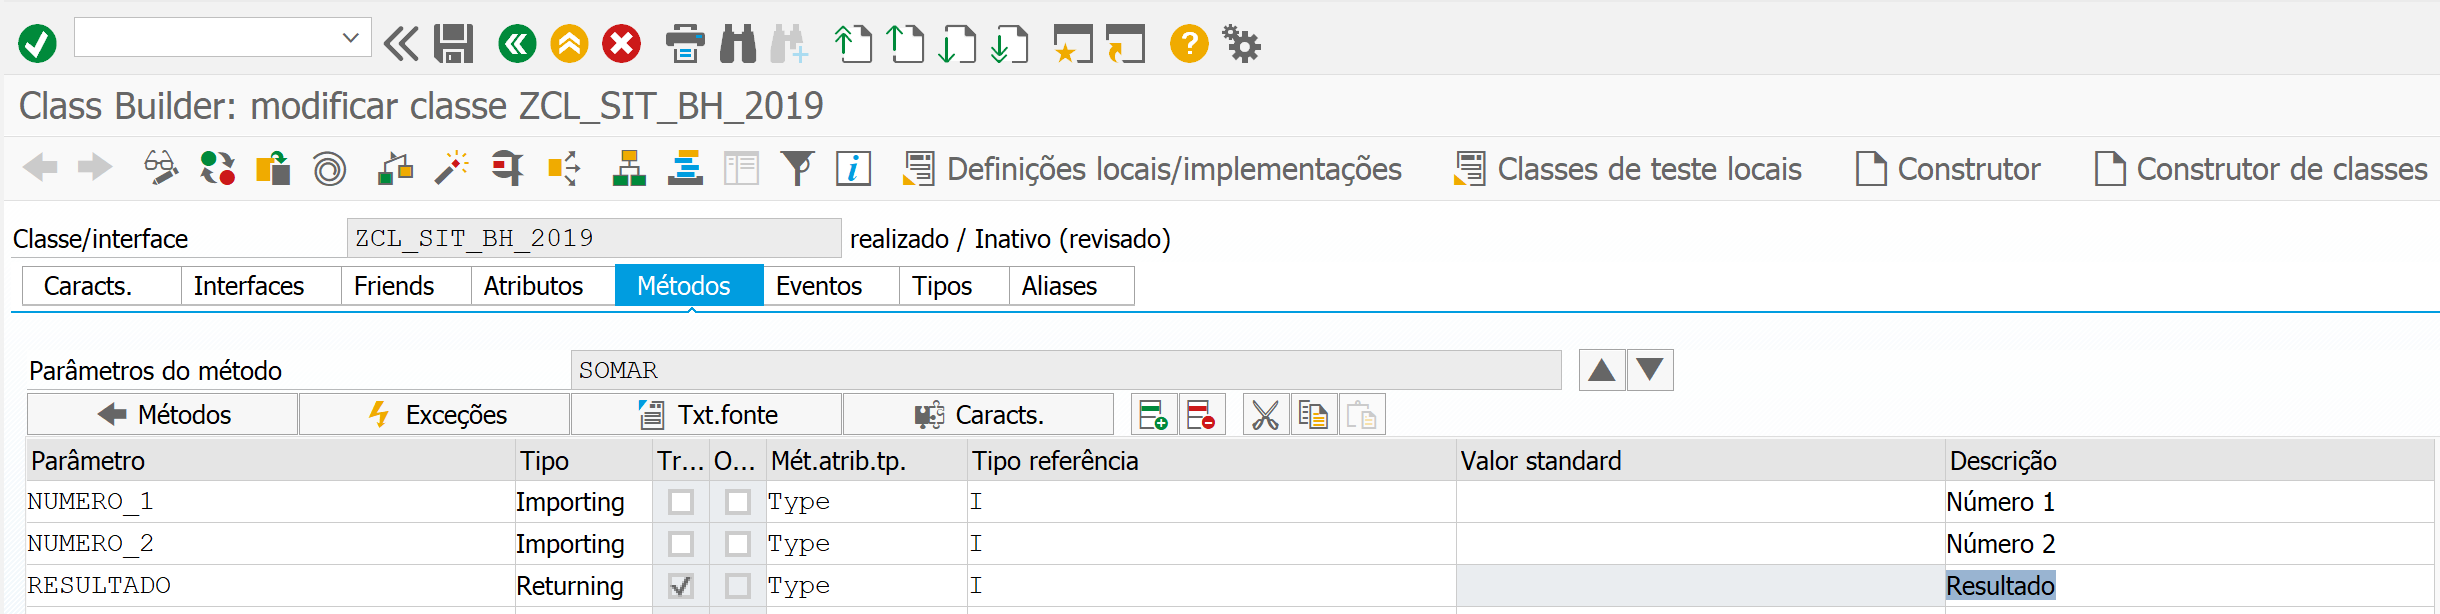 Class Builder: modificar classe ZCL_SIT_BH_2019
Definições locais/implementações Classes de teste locais Construtor Construtor de classes
Classe/interface ZCL_SIT_BH_2019 realizado / Inativo (revisado)
Caracts. Interfaces Friends Atributos Métodos Eventos Tipos Aliases
Parâmetros do método SOMAR
Métodos Exceções Txt.fonte Caracts.
Parâmetro Tipo Tr... O... Mét.atrib.tp. Tipo referência Valor standard Descrição
NUMERO_1 Importing Type I Número 1
NUMERO_2 Importing Type I Número 2
RESULTADO Returning Type I Resultado